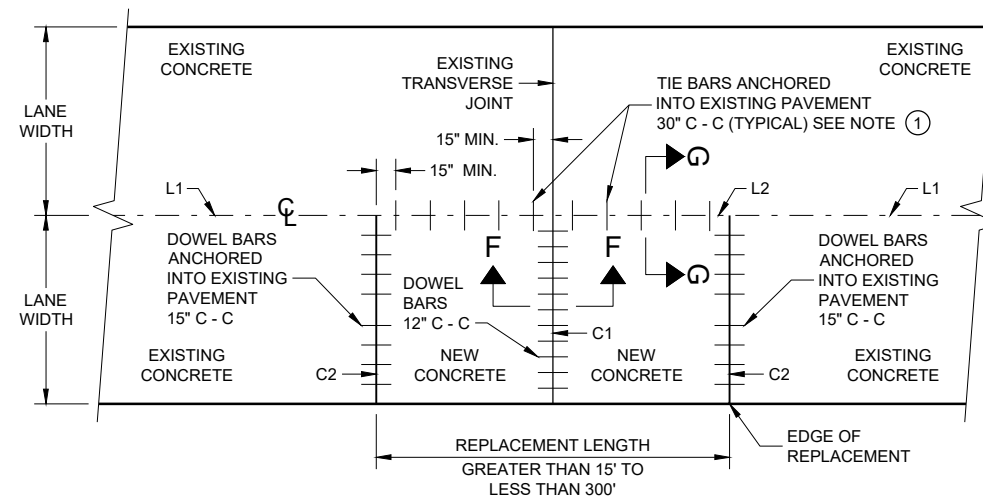 EXISTING
CONCRETE
EXISTING
TRANSVERSE
JOINT
EXISTING
CONCRETE
TIE BARS ANCHORED
INTO EXISTING PAVEMENT
30" C - C (TYPICAL) SEE NOTE 1
LANE
WIDTH
15" MIN.
15" MIN.
G
L1
CL
L2
L1
DOWEL BARS
ANCHORED
INTO EXISTING
PAVEMENT
15" C - C
F
F
G
DOWEL BARS
ANCHORED
INTO EXISTING
PAVEMENT
15" C - C
LANE
WIDTH
DOWEL
BARS
12" C - C
C1
EXISTING
CONCRETE
C2
NEW
CONCRETE
NEW
CONCRETE
C2
EXISTING
CONCRETE
REPLACEMENT LENGTH
GREATER THAN 15' TO
LESS THAN 300'
EDGE OF
REPLACEMENT